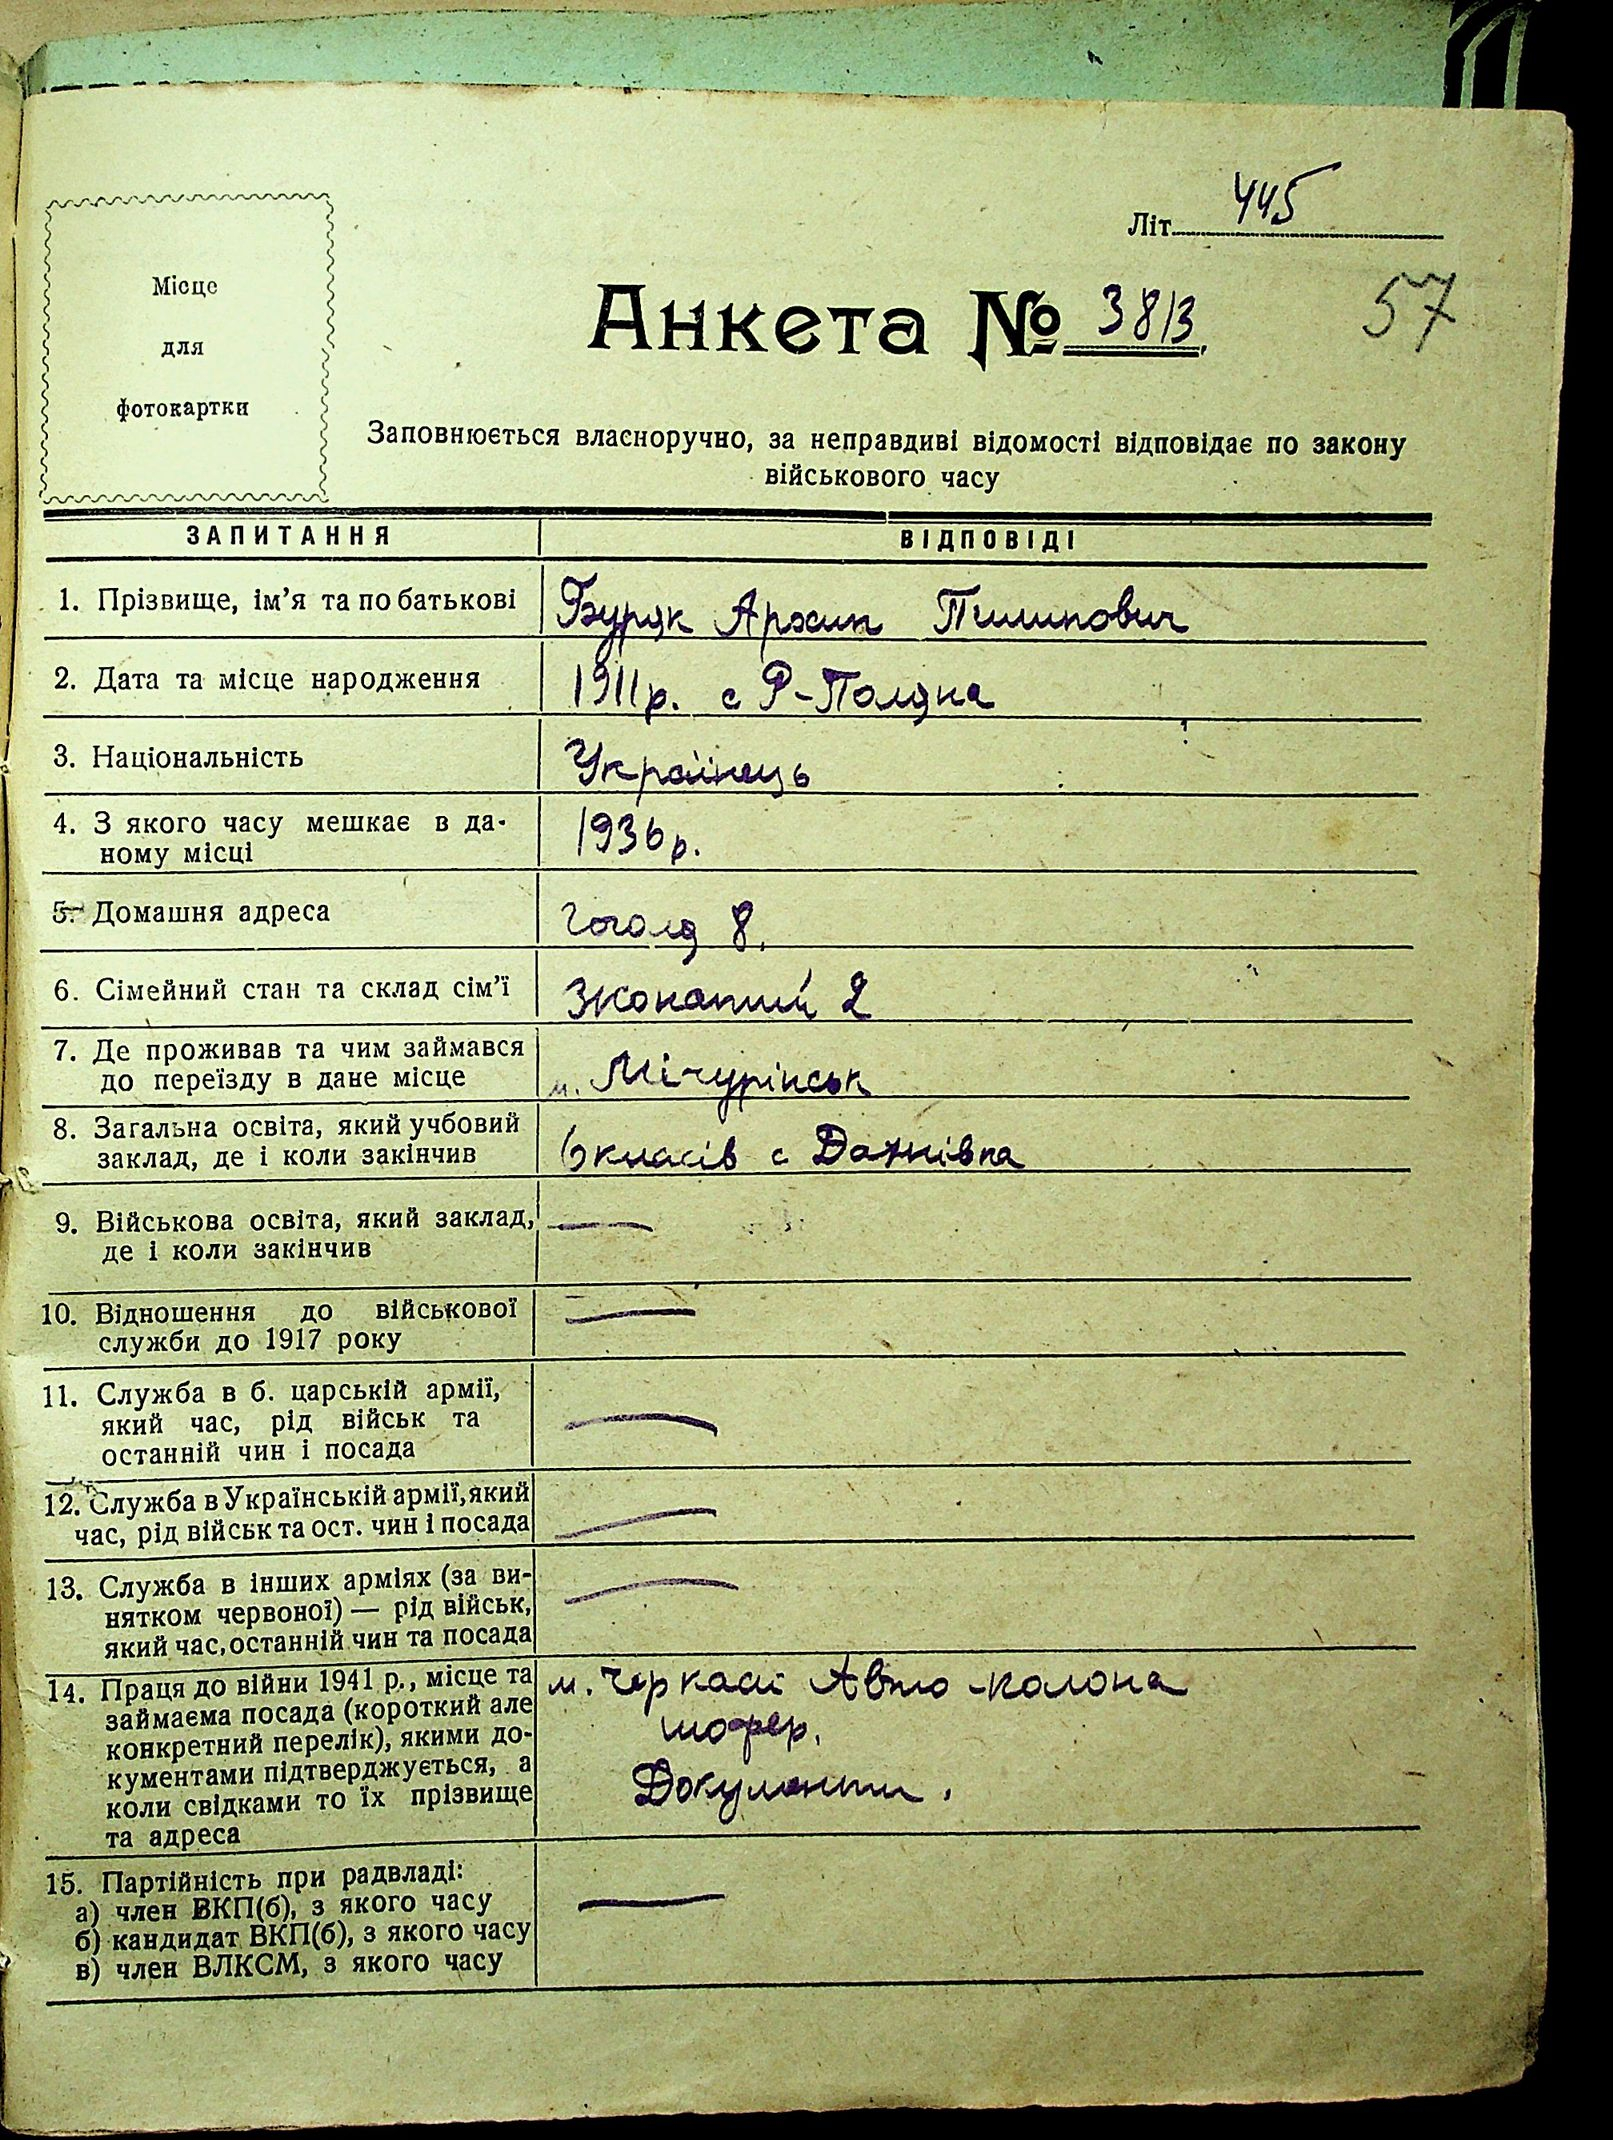 Літ. 445
57
Місце
для
фотокартки
Анкета № 3813.
Заповнюється власноручно, за неправдиві відомості відповідає по закону
військового часу
ЗАПИТАННЯ ВІДПОВІДІ
1. Прізвище, ім'я та по батькові Буряк Архип Пилипович
2. Дата та місце народження 1911 р. с Р-Поляна
3. Національність Українець
4. З якого часу мешкає в да-
ному місці 1936 р.
5. Домашня адреса Гоголя 8.
6. Сімейний стан та склад сім'ї Жонатий 2
7. Де проживав та чим займався
до переїзду в дане місце м. Мічурінськ
8. Загальна освіта, який учбовий
заклад, де і коли закінчив 6 класів с
9. Військова освіта, який заклад, —
де і коли закінчив
10. Відношення до військової —
служби до 1917 року
11. Служба в б. царській армії,
який час, рід військ та —
останній чин і посада
12. Служба в Українській армії, який
час, рід військ та ост. чин і посада —
13. Служба в інших арміях (за ви- —
нятком червоної) — рід військ,
який час, останній чин та посада
14. Праця до війни 1941 р., місце та м. Черкасі Авто-колона
займаєма посада (короткий але шофер.
конкретний перелік), якими до-
кументами підтверджується, а Документи.
коли свідками то їх прізвище
та адреса
15. Партійність при радвладі:
а) член ВКП(б), з якого часу —
б) кандидат ВКП(б), з якого часу
в) член ВЛКСМ, з якого часу